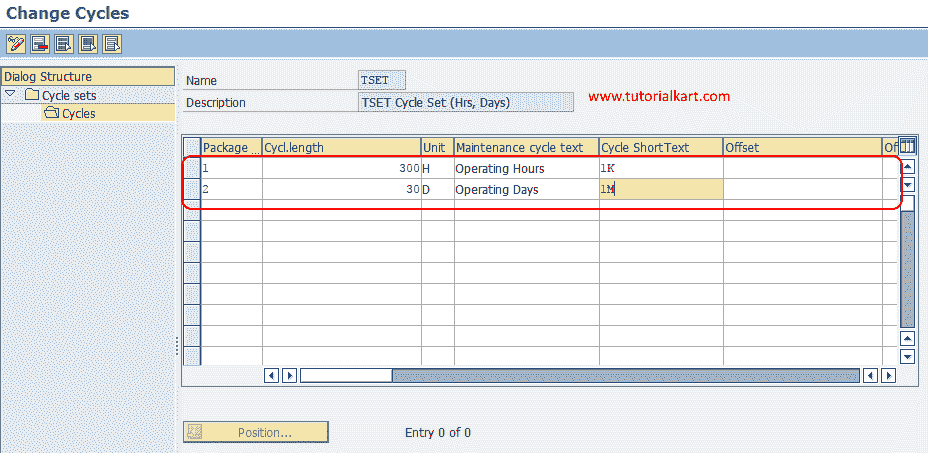 Change Cycles
Dialog Structure
Cycle sets
Cycles
Name TSET
Description TSET Cycle Set (Hrs, Days)
www.tutorialkart.com
Package ... Cycl.length Unit Maintenance cycle text Cycle ShortText Offset Of
1 300 H Operating Hours 1K
2 30 D Operating Days 1M
Position... Entry 0 of 0